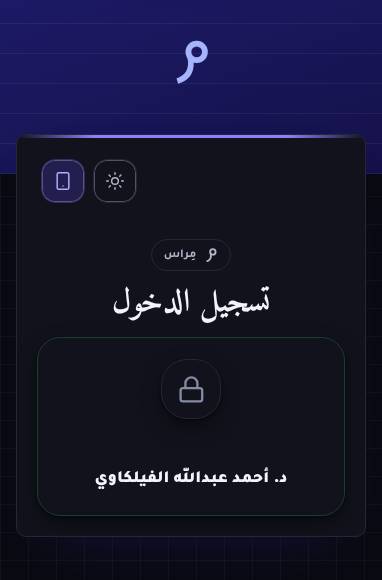 م
م مِراس
تسجيل الدخول
د. أحمد عبدالله الفيلكاوي